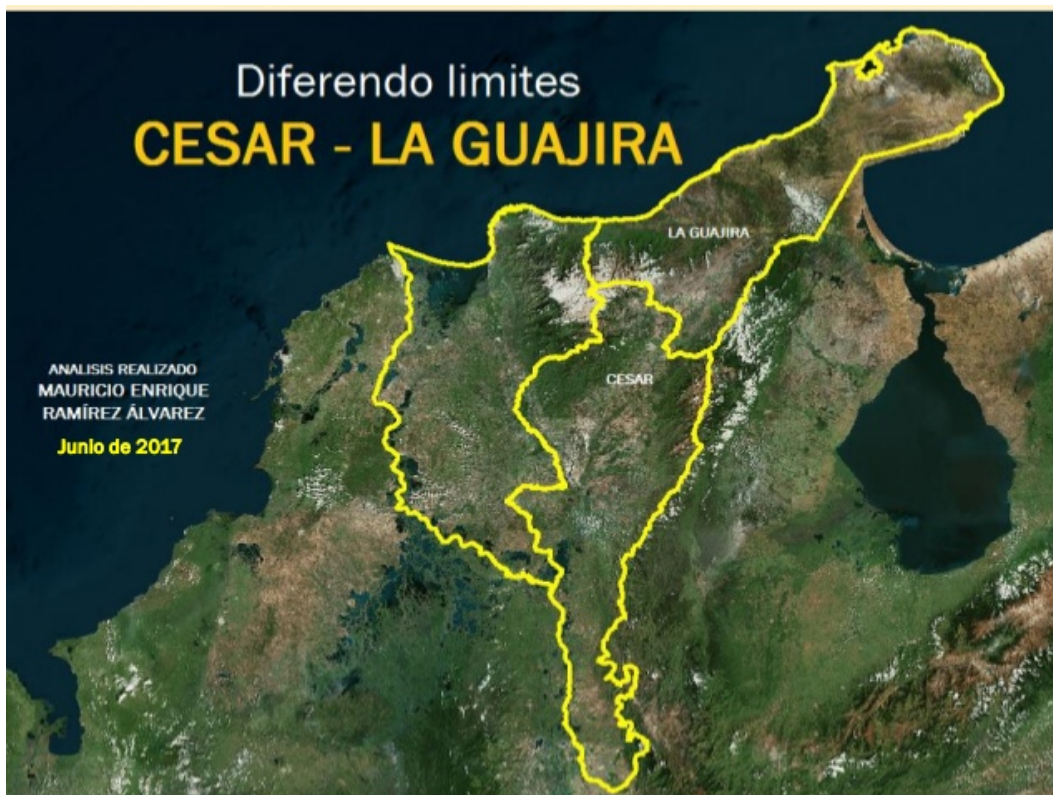 Diferendo limites
CESAR - LA GUAJIRA
LA GUAJIRA
CESAR
ANALISIS REALIZADO
MAURICIO ENRIQUE
RAMÍREZ ÁLVAREZ
Junio de 2017